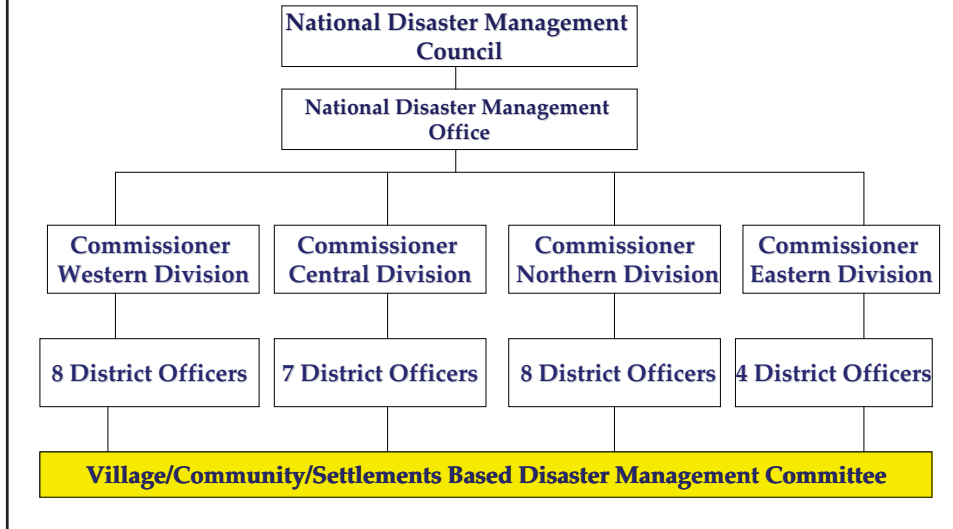 National Disaster Management
Council
National Disaster Management
Office
Commissioner
Western Division
Commissioner
Central Division
Commissioner
Northern Division
Commissioner
Eastern Division
8 District Officers
7 District Officers
8 District Officers
4 District Officers
Village/Community/Settlements Based Disaster Management Committee